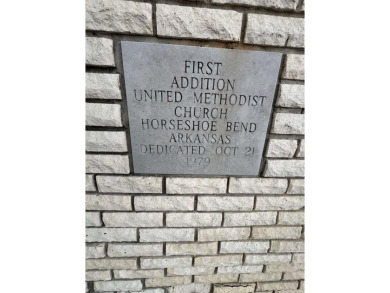 FIRST
ADDITION
UNITED METHODIST
CHURCH
HORSESHOE BEND
ARKANSAS
DEDICATED OCT 21
1979